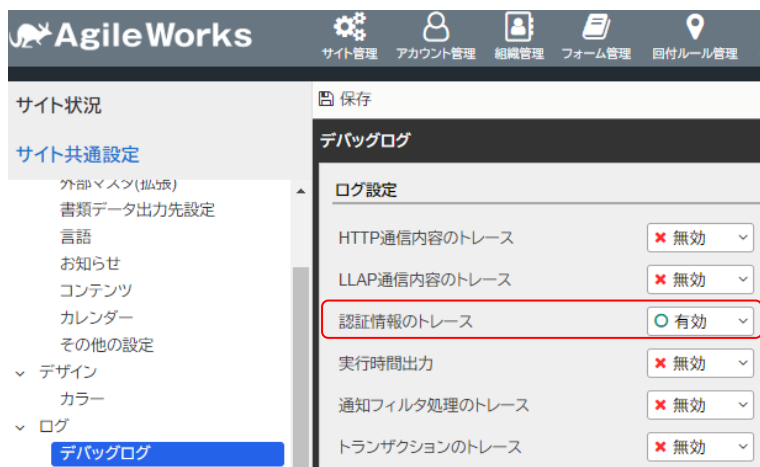 AgileWorks
サイト管理 アカウント管理 組織管理 フォーム管理 回付ルール管理
サイト状況
サイト共通設定
外部マスタ(拡張)
書類データ出力先設定
言語
お知らせ
コンテンツ
カレンダー
その他の設定
デザイン
カラー
ログ
デバッグログ
保存
デバッグログ
ログ設定
HTTP通信内容のトレース 無効
LLAP通信内容のトレース 無効
認証情報のトレース 有効
実行時間出力 無効
通知フィルタ処理のトレース 無効
トランザクションのトレース 無効